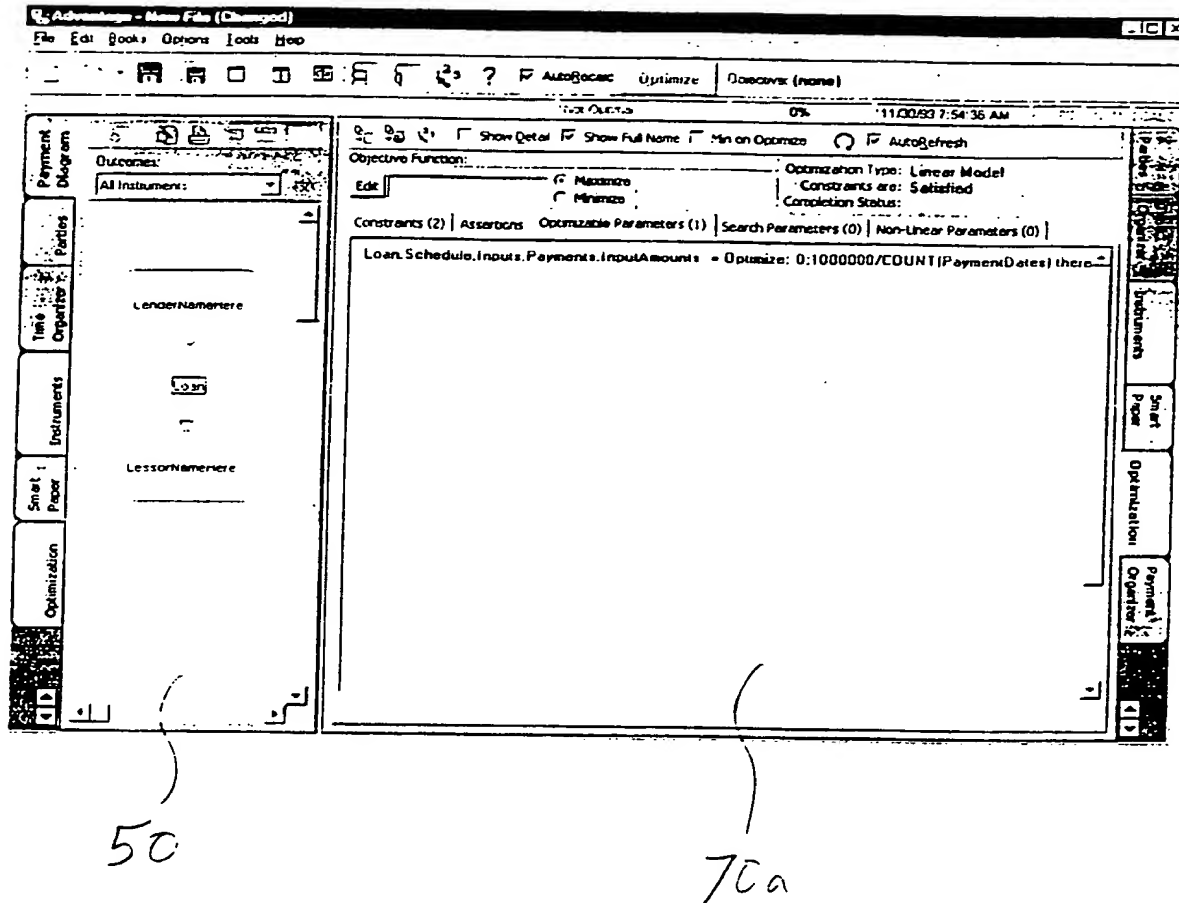 Advantage - New File (Changed)
File Edit Books Options Tools Help
? AutoRecalc Optimize Objective: (none)
0% 7:54:36 AM
Payment Diagram
Parties
Time Organizer
Instruments
Smart Paper
Optimization
Outcomes:
All Instruments
LenderNameHere
Loan
LessorNameHere
Show Detail Show Full Name Min on Optimize AutoRefresh
Objective Function:
Edit
Maximize
Minimize
Optimization Type: Linear Model
Constraints are: Satisfied
Completion Status:
Constraints (2) Assertions Optimizable Parameters (1) Search Parameters (0) Non-Linear Parameters (0)
Loan.Schedule.Inputs.Payments.InputAmounts = Optimize: 0;1000000/COUNT(PaymentDates) there
Parties
Instruments
Smart Paper
Optimization
Payment Organizer
50
70a